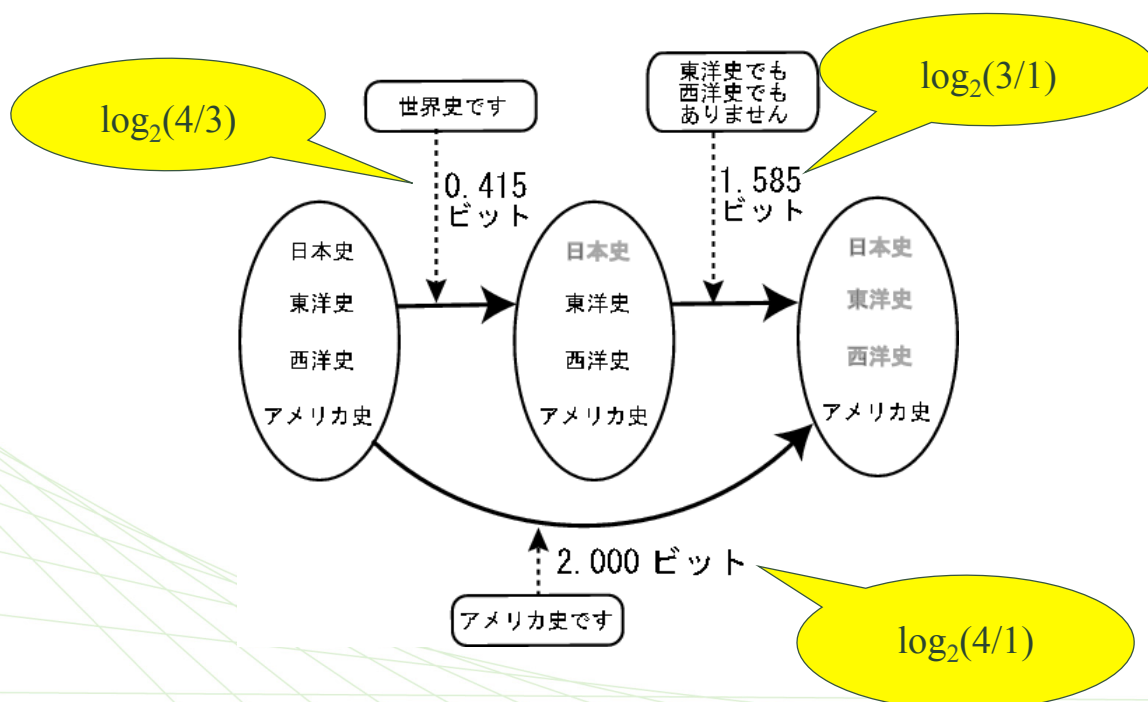 log₂(4/3)
世界史です
東洋史でも
西洋史でも
ありません
log₂(3/1)
0.415
ビット
1.585
ビット
日本史
東洋史
西洋史
アメリカ史
日本史
東洋史
西洋史
アメリカ史
日本史
東洋史
西洋史
アメリカ史
2.000 ビット
アメリカ史です
log₂(4/1)